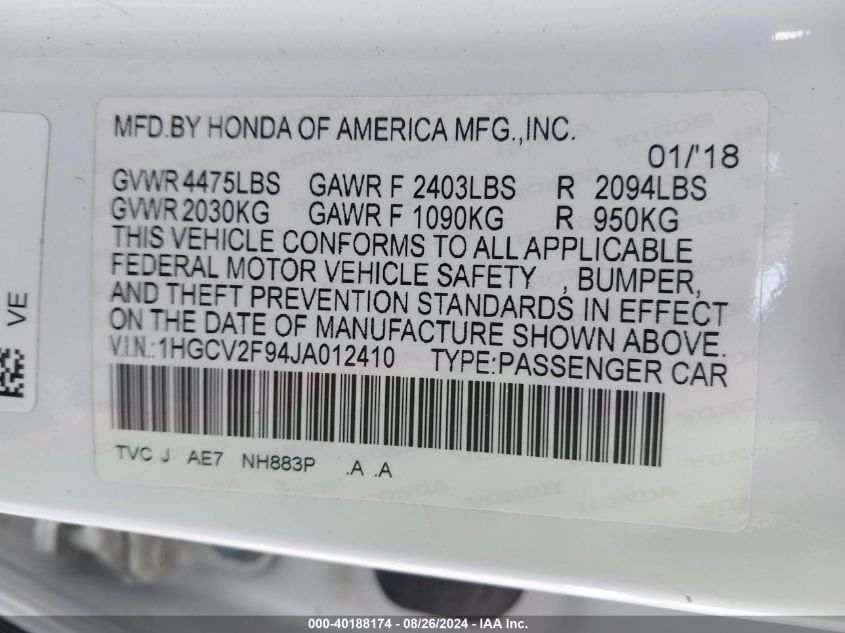 MFD.BY HONDA OF AMERICA MFG.,INC.
01/'18
GVWR 4475LBS GAWR F 2403LBS R 2094LBS
GVWR 2030KG GAWR F 1090KG R 950KG
THIS VEHICLE CONFORMS TO ALL APPLICABLE
FEDERAL MOTOR VEHICLE SAFETY , BUMPER,
AND THEFT PREVENTION STANDARDS IN EFFECT
ON THE DATE OF MANUFACTURE SHOWN ABOVE.
V.I.N.:1HGCV2F94JA012410 TYPE:PASSENGER CAR
TVC J AE7 NH883P .A .A
VE
000-40188174 - 08/26/2024 - IAA Inc.